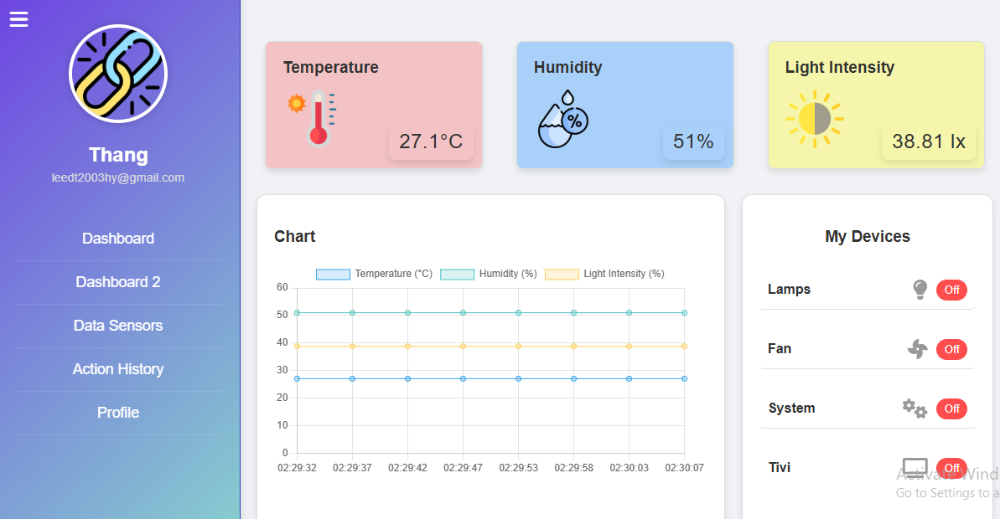 Thang
leedt2003hy@gmail.com
Dashboard
Dashboard 2
Data Sensors
Action History
Profile
Temperature
27.1°C
Humidity
%
51%
Light Intensity
38.81 lx
Chart
Temperature (°C) Humidity (%) Light Intensity (%)
60
50
40
30
20
10
0
02:29:32 02:29:37 02:29:42 02:29:47 02:29:53 02:29:58 02:30:03 02:30:07
My Devices
Lamps Off
Fan Off
System Off
Tivi Off
Activate Wind
Go to Settings to a